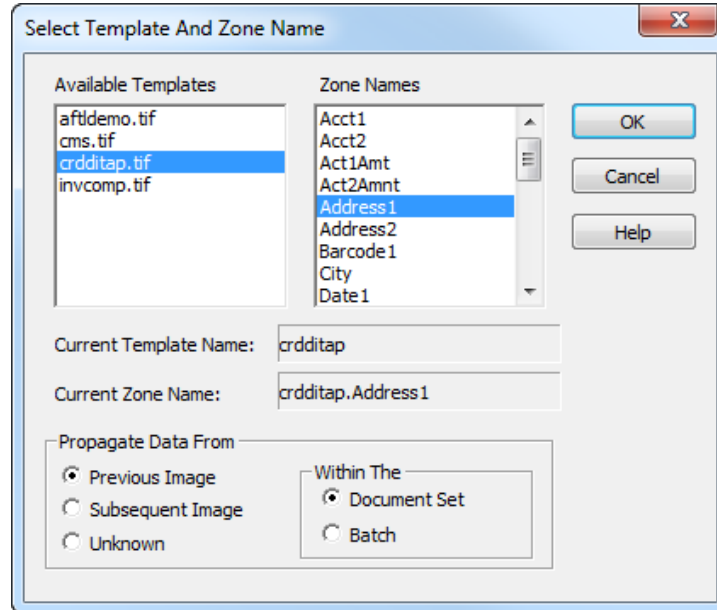 Select Template And Zone Name
Available Templates
aftldemo.tif
cms.tif
crdditap.tif
invcomp.tif
Zone Names
Acct1
Acct2
Act1Amt
Act2Amnt
Address1
Address2
Barcode1
City
Date1
OK
Cancel
Help
Current Template Name: crdditap
Current Zone Name: crdditap.Address1
Propagate Data From
Previous Image
Subsequent Image
Unknown
Within The
Document Set
Batch